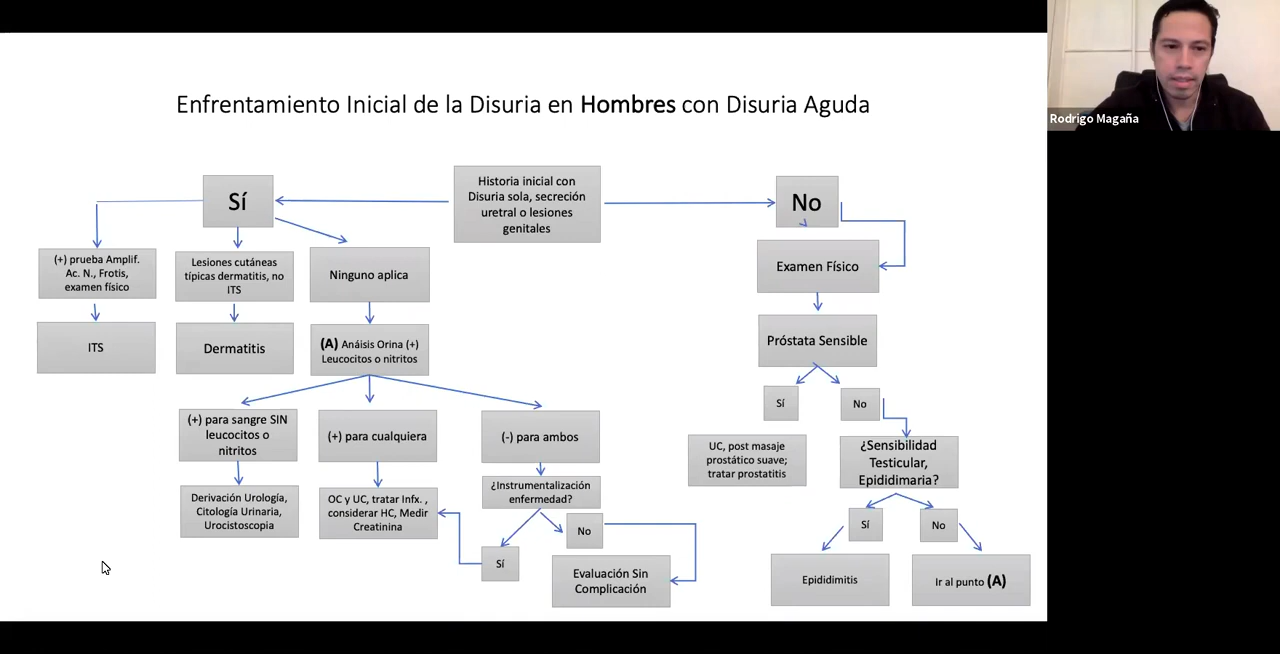 Enfrentamiento Inicial de la Disuria en Hombres con Disuria Aguda
Rodrigo Magaña
Sí
Historia inicial con
Disuria sola, secreción
uretral o lesiones
genitales
No
(+) prueba Amplif.
Ac. N., Frotis,
examen físico
Lesiones cutáneas
típicas dermatitis, no
ITS
Ninguno aplica
Examen Físico
ITS
Dermatitis
(A) Anáisis Orina (+)
Leucocitos o nitritos
Próstata Sensible
Sí
No
(+) para sangre SIN
leucocitos o
nitritos
(+) para cualquiera
(-) para ambos
UC, post masaje
prostático suave;
tratar prostatitis
¿Sensibilidad
Testicular,
Epididimaria?
Derivación Urología,
Citología Urinaria,
Urocistoscopia
OC y UC, tratar Infx. ,
considerar HC, Medir
Creatinina
¿Instrumentalización
enfermedad?
No
Sí
Evaluación Sin
Complicación
Sí
No
Epididimitis
Ir al punto (A)